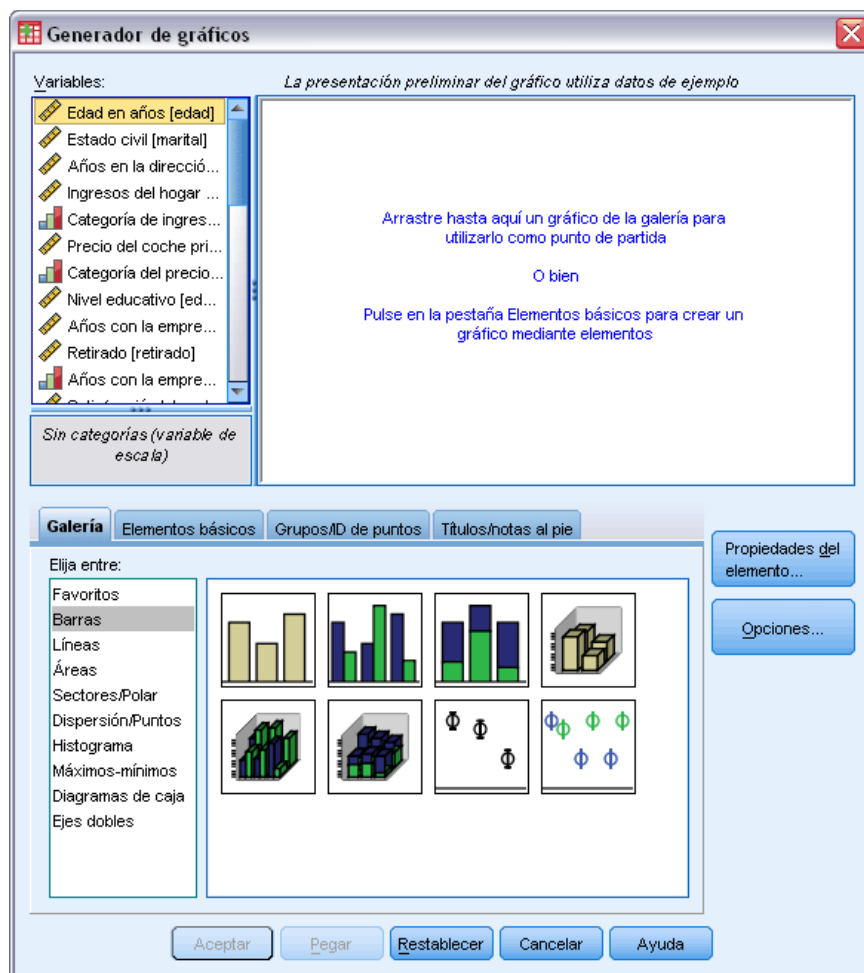 Generador de gráficos
Variables:
La presentación preliminar del gráfico utiliza datos de ejemplo
Edad en años [edad]
Estado civil [marital]
Años en la direcció...
Ingresos del hogar ...
Categoría de ingres...
Precio del coche pri...
Categoría del precio...
Nivel educativo [ed...
Años con la empre...
Retirado [retirado]
Años con la empre...
Arrastre hasta aquí un gráfico de la galería para
utilizarlo como punto de partida
O bien
Pulse en la pestaña Elementos básicos para crear un
gráfico mediante elementos
Sin categorías (variable de
escala)
Galería
Elementos básicos
Grupos/ID de puntos
Títulos/notas al pie
Elija entre:
Favoritos
Barras
Líneas
Áreas
Sectores/Polar
Dispersión/Puntos
Histograma
Máximos-mínimos
Diagramas de caja
Ejes dobles
Propiedades del
elemento...
Opciones...
Aceptar
Pegar
Restablecer
Cancelar
Ayuda